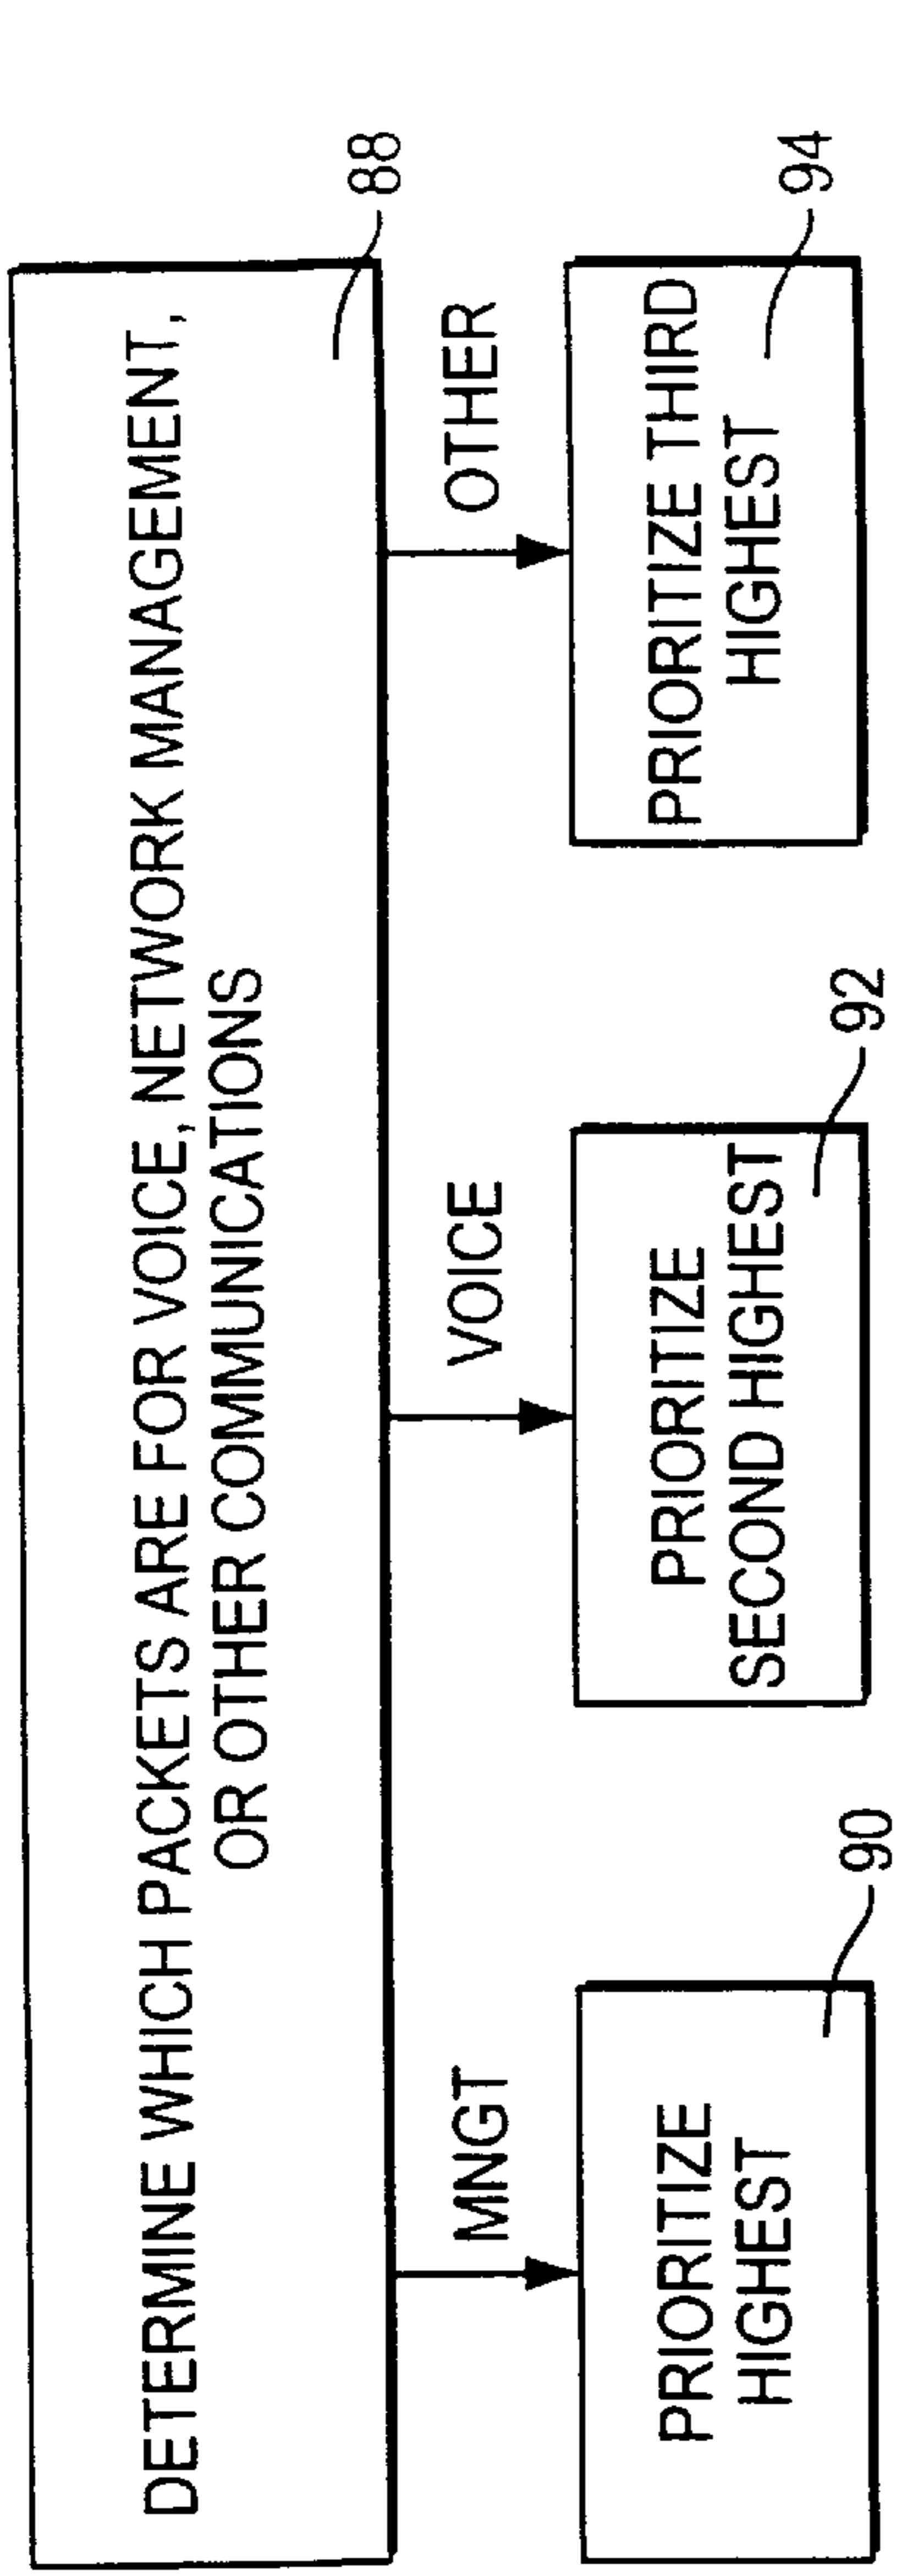 DETERMINE WHICH PACKETS ARE FOR VOICE, NETWORK MANAGEMENT,
OR OTHER COMMUNICATIONS
88
MNGT
VOICE
OTHER
PRIORITIZE
HIGHEST
90
PRIORITIZE
SECOND HIGHEST
92
PRIORITIZE THIRD
HIGHEST
94